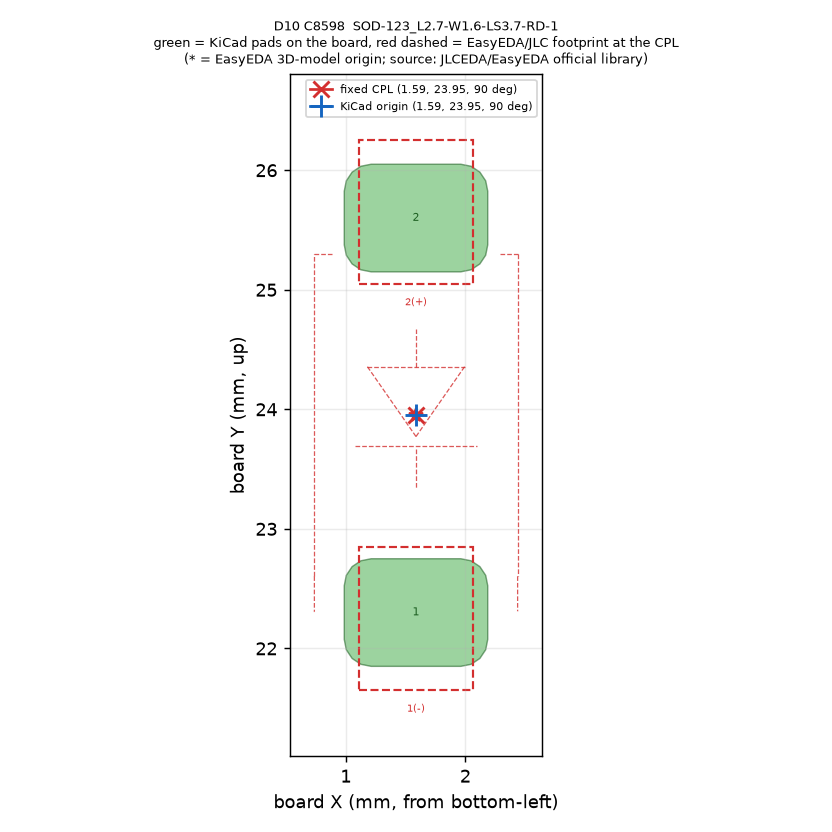 D10 C8598  SOD-123_L2.7-W1.6-LS3.7-RD-1
green = KiCad pads on the board, red dashed = EasyEDA/JLC footprint at the CPL
(* = EasyEDA 3D-model origin; source: JLCEDA/EasyEDA official library)
fixed CPL (1.59, 23.95, 90 deg)
KiCad origin (1.59, 23.95, 90 deg)
26
2
25
2(+)
24
23
1
22
1(-)
1
2
board X (mm, from bottom-left)
board Y (mm, up)